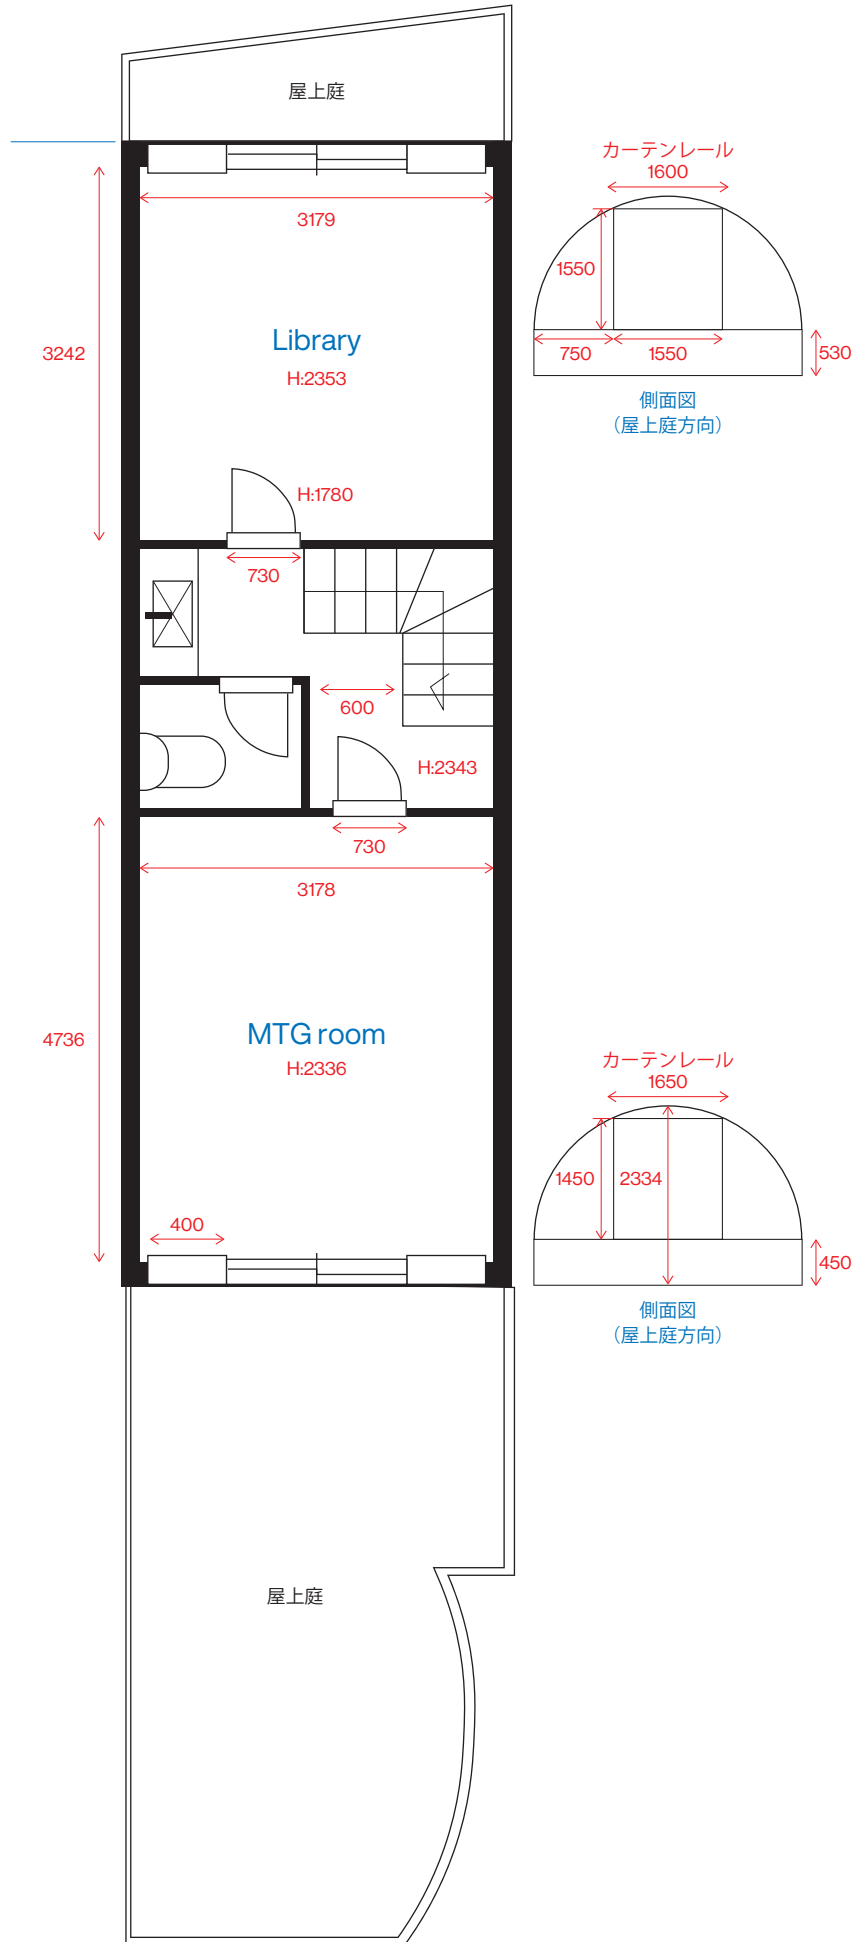 屋上庭
カーテンレール
1600
3179
1550
Library
H:2353
3242
750
1550
530
側面図
（屋上庭方向）
H:1780
730
600
H:2343
730
3178
MTG room
H:2336
4736
カーテンレール
1650
1450
2334
400
450
側面図
（屋上庭方向）
屋上庭